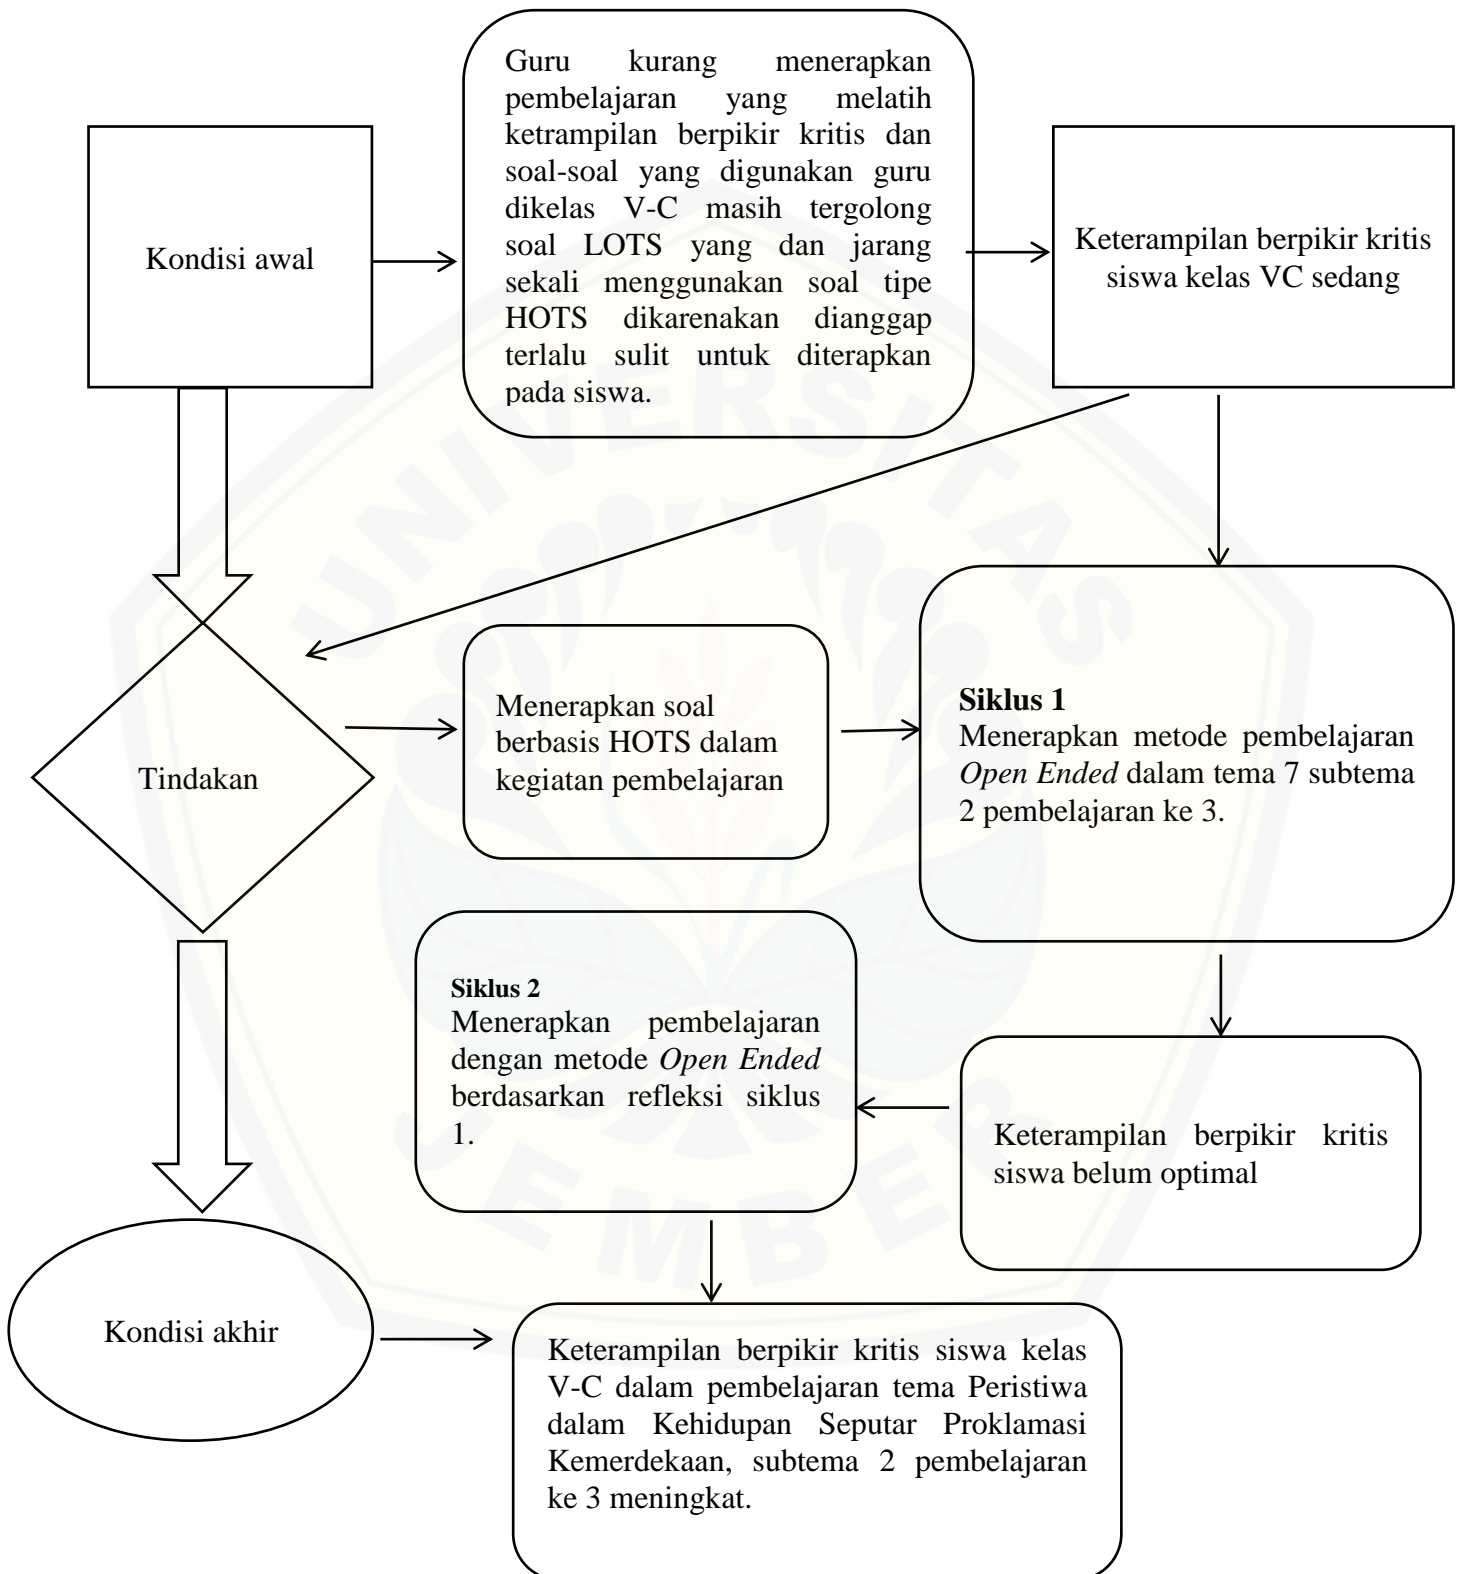 Kondisi awal
Guru kurang menerapkan
pembelajaran yang melatih
ketrampilan berpikir kritis dan
soal-soal yang digunakan guru
dikelas V-C masih tergolong
soal LOTS yang dan jarang
sekali menggunakan soal tipe
HOTS dikarenakan dianggap
terlalu sulit untuk diterapkan
pada siswa.
Keterampilan berpikir kritis
siswa kelas VC sedang
Tindakan
Menerapkan soal
berbasis HOTS dalam
kegiatan pembelajaran
Siklus 1
Menerapkan metode pembelajaran
Open Ended dalam tema 7 subtema
2 pembelajaran ke 3.
Keterampilan berpikir kritis
siswa belum optimal
Siklus 2
Menerapkan pembelajaran
dengan metode Open Ended
berdasarkan refleksi siklus
1.
Kondisi akhir
Keterampilan berpikir kritis siswa kelas
V-C dalam pembelajaran tema Peristiwa
dalam Kehidupan Seputar Proklamasi
Kemerdekaan, subtema 2 pembelajaran
ke 3 meningkat.
UNIVERSITAS
JEMBER